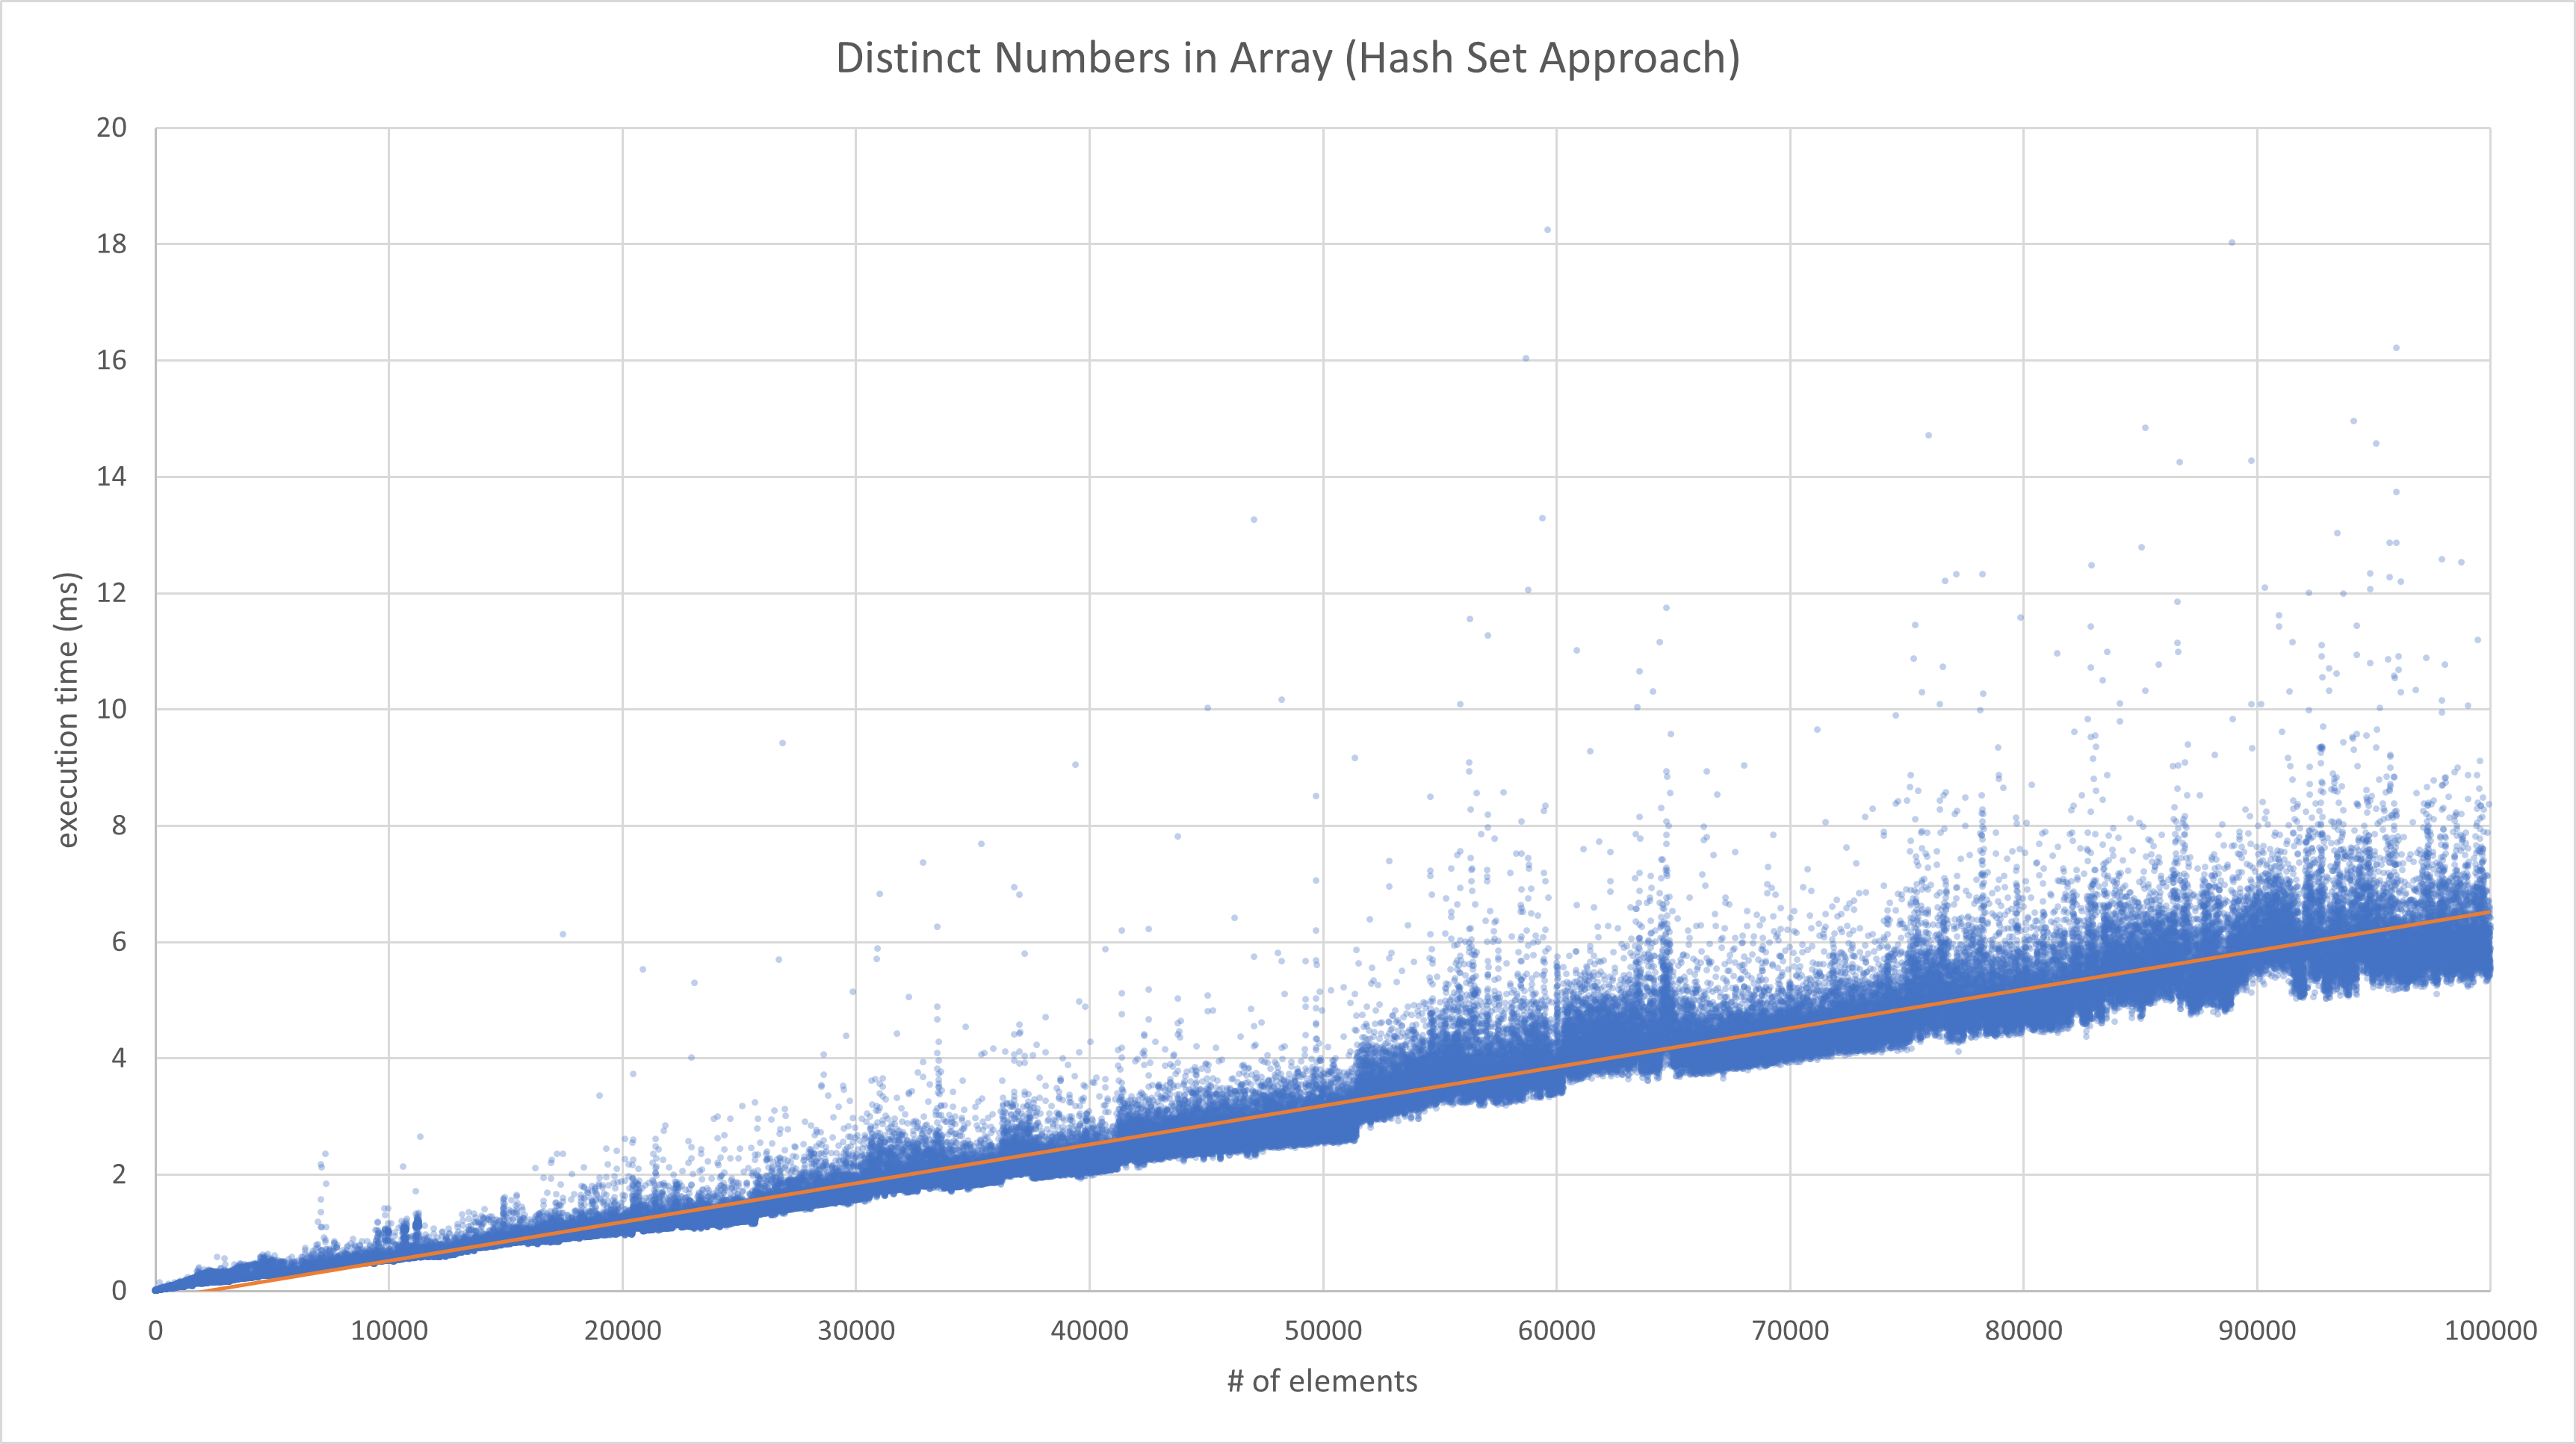 Distinct Numbers in Array (Hash Set Approach)
20
18
16
14
12
10
8
6
4
2
0
execution time (ms)
0 10000 20000 30000 40000 50000 60000 70000 80000 90000 100000
# of elements